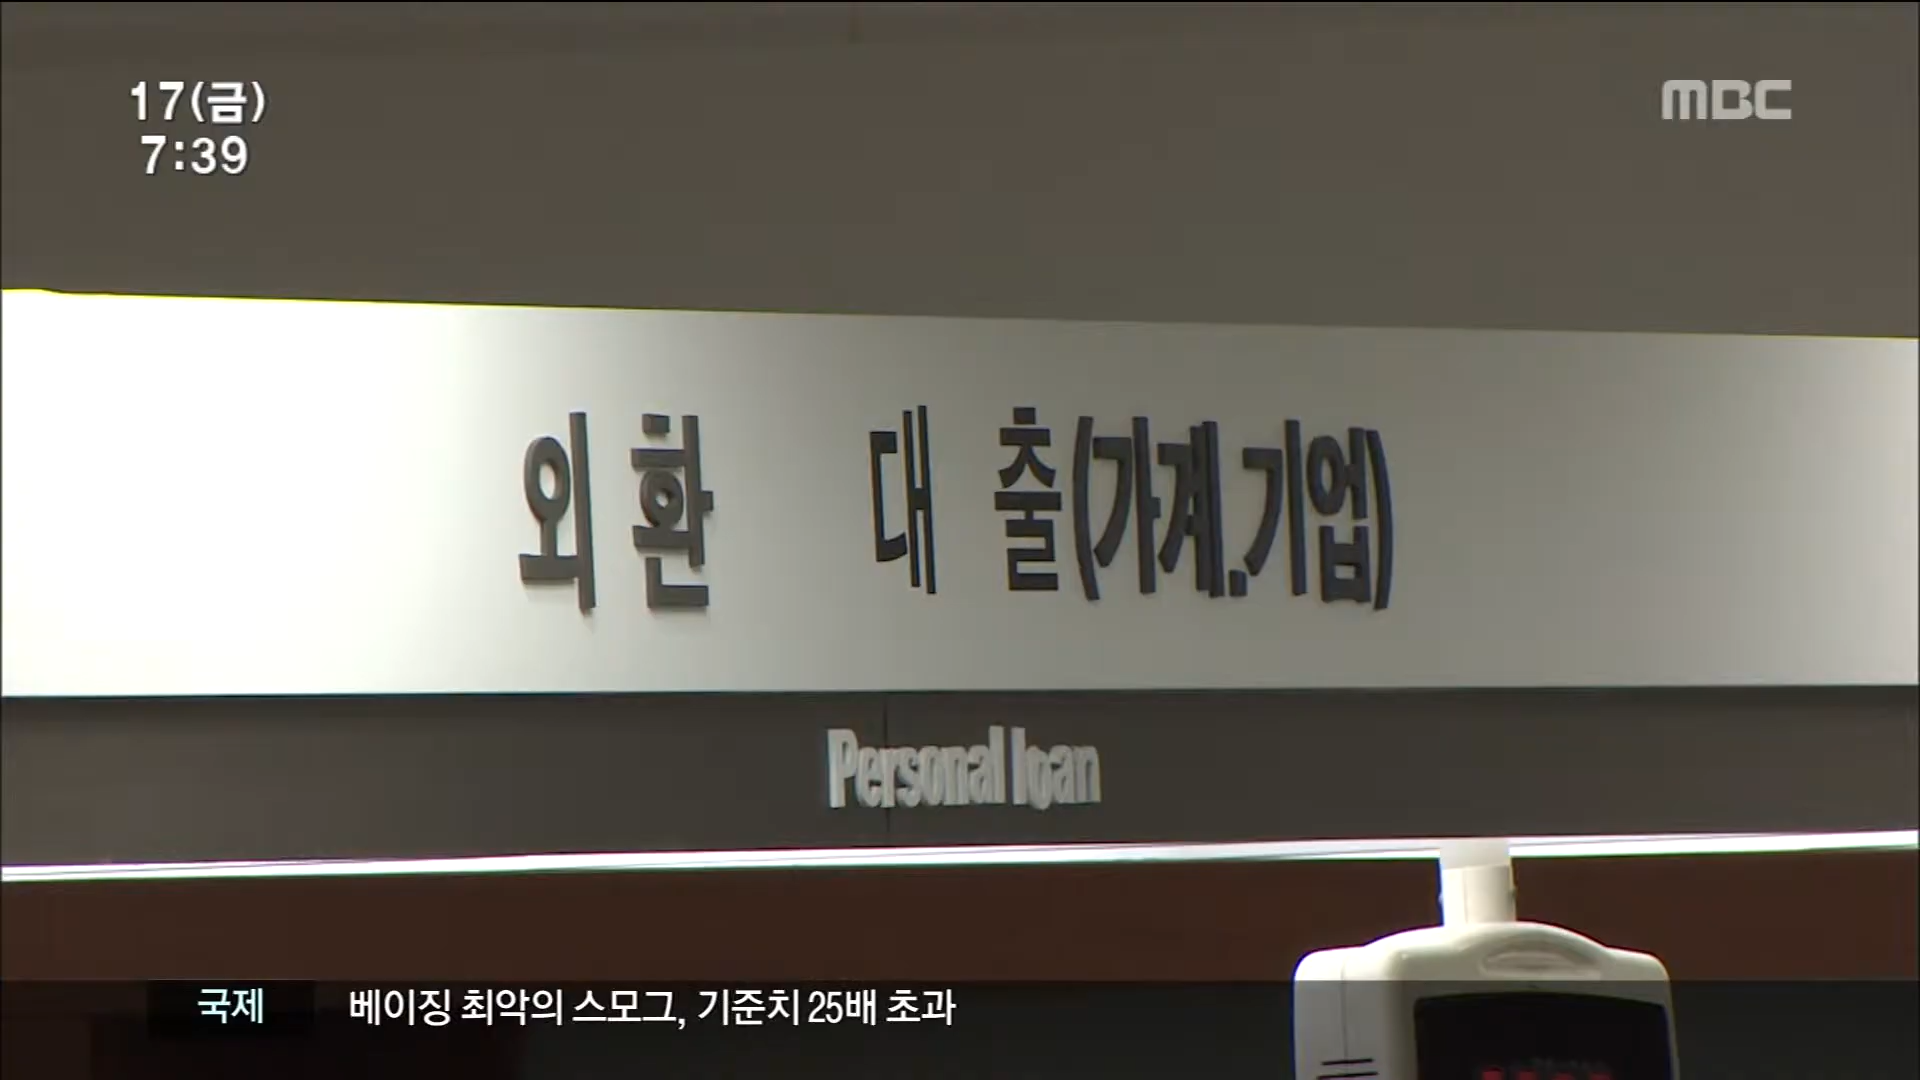 17(금)
7:39
MBC
외환 대출(가계.기업)
Personal loan
국제 베이징 최악의 스모그, 기준치 25배 초과